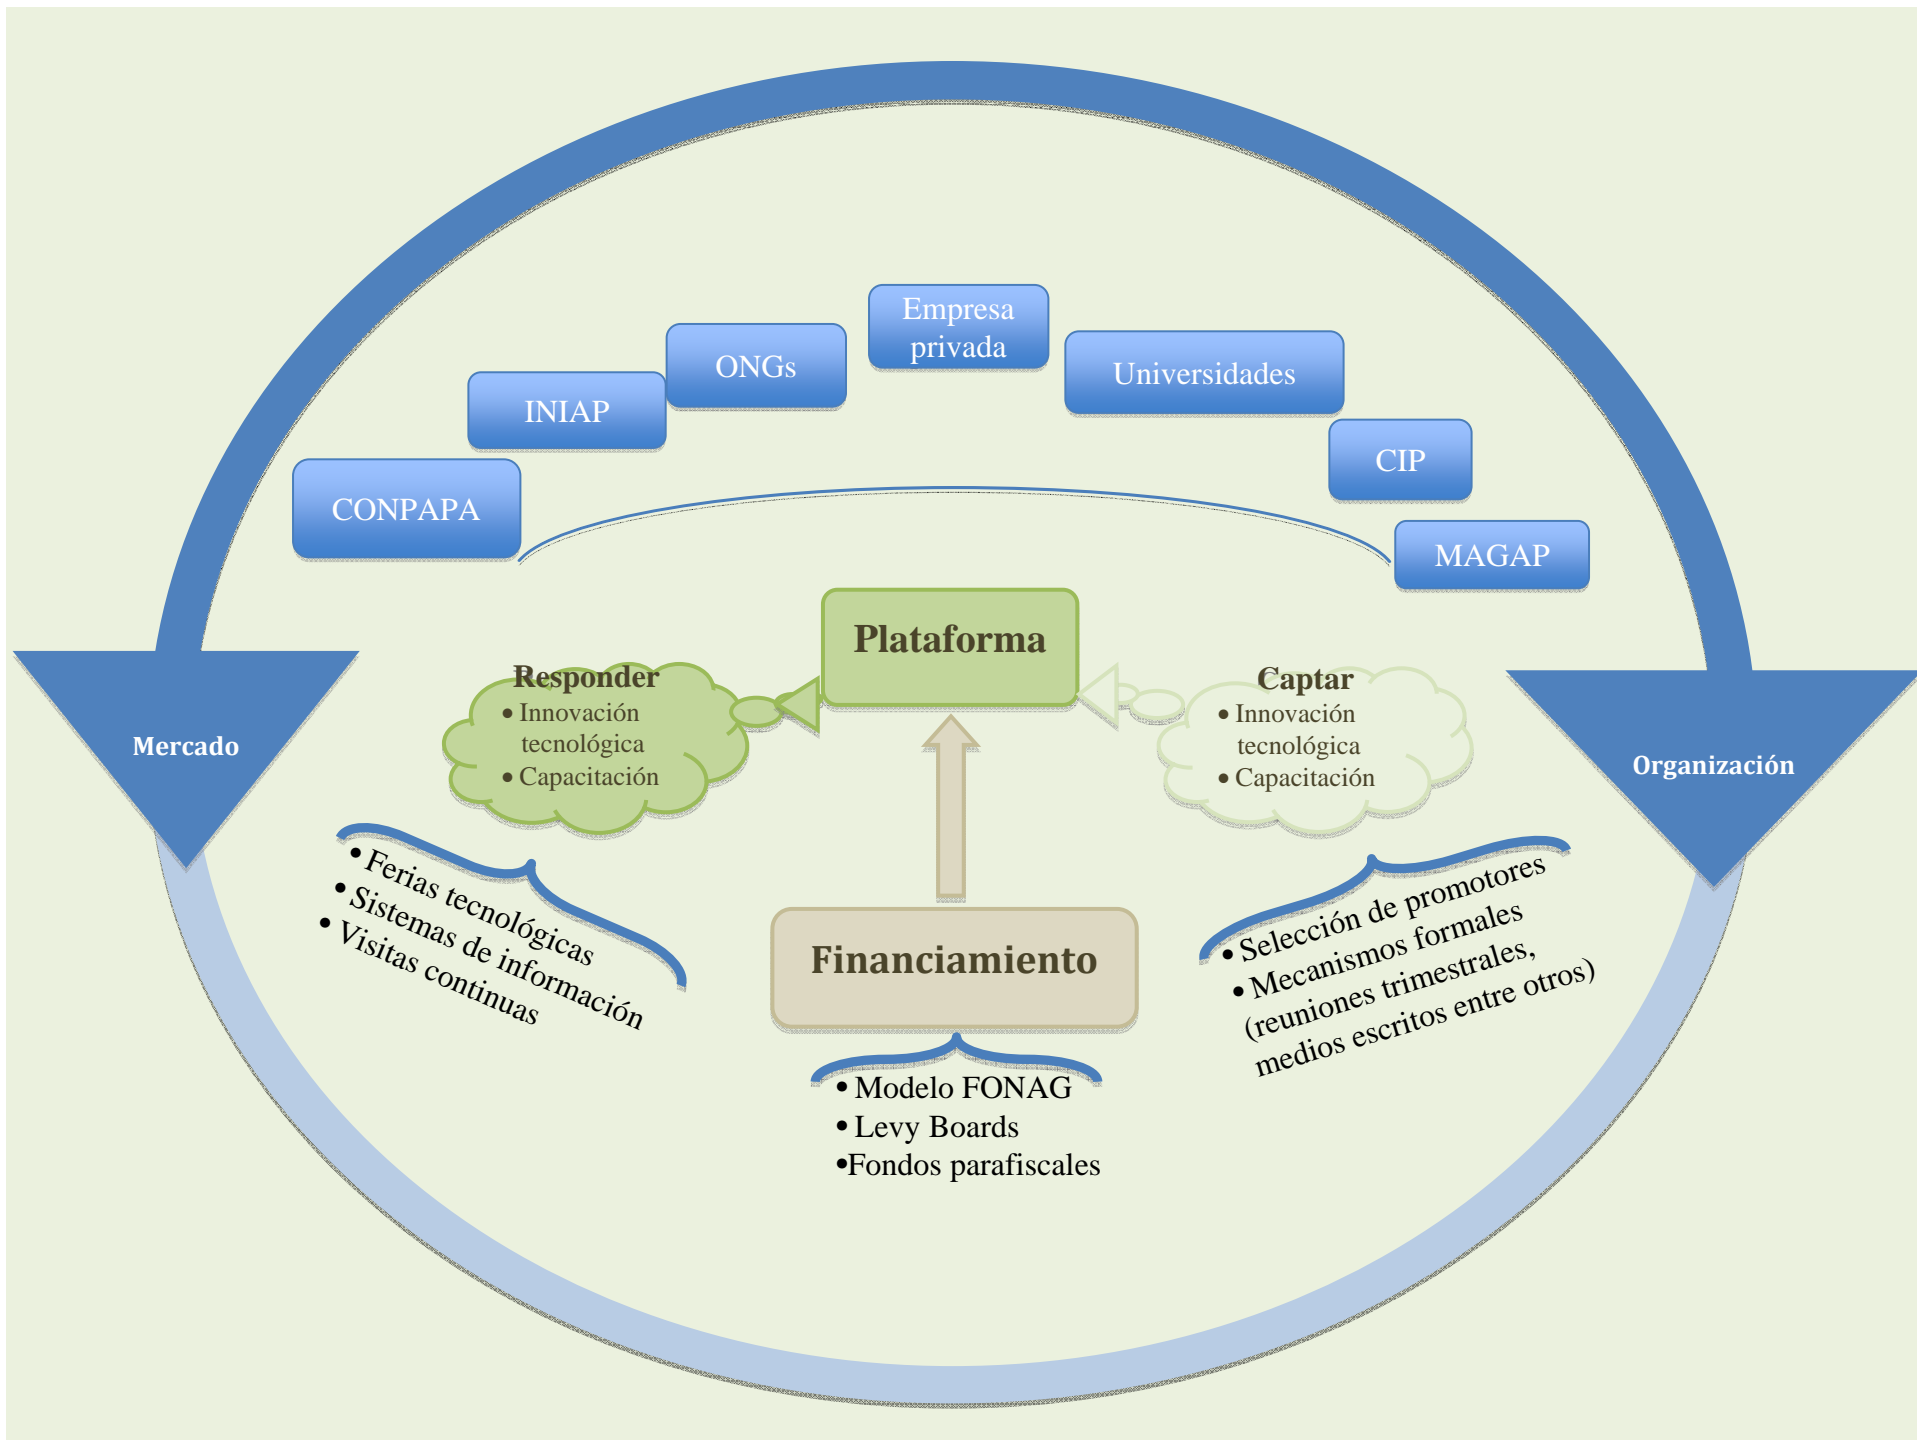 Empresa
privada
ONGs
Universidades
INIAP
CIP
CONPAPA
MAGAP
Plataforma
Responder
• Innovación
tecnológica
• Capacitación
Captar
• Innovación
tecnológica
• Capacitación
Mercado
Organización
• Ferias tecnológicas
• Sistemas de información
• Visitas continuas
Financiamiento
• Selección de promotores
• Mecanismos formales
(reuniones trimestrales,
medios escritos entre otros)
• Modelo FONAG
• Levy Boards
•Fondos parafiscales